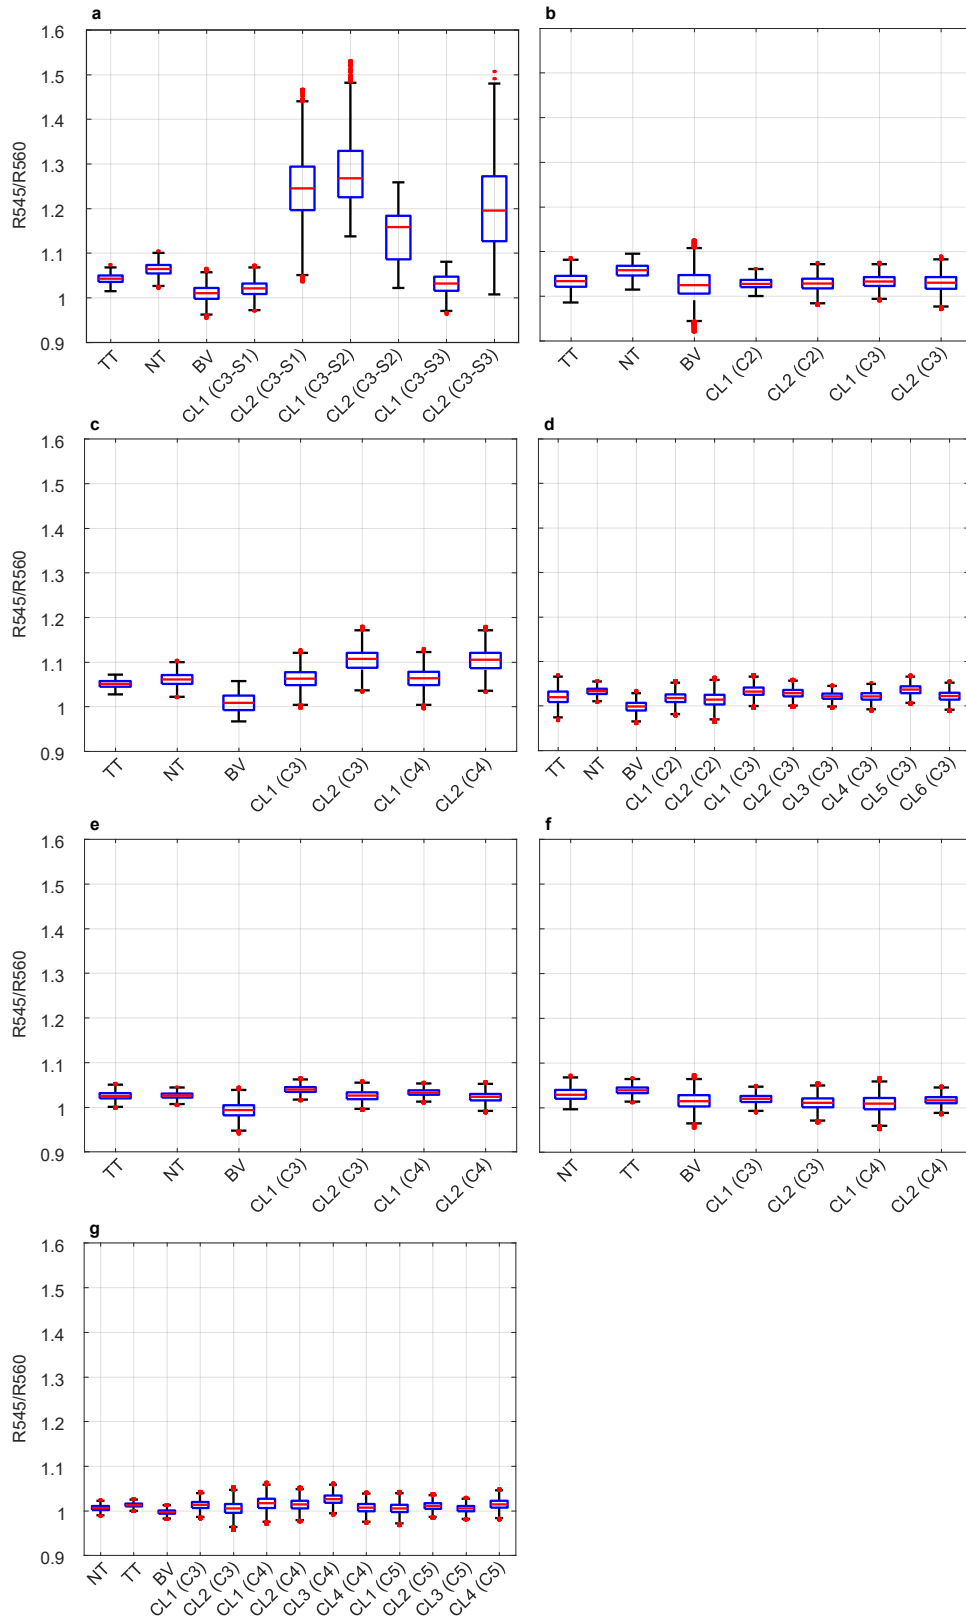 a
1.6
1.5
1.4
1.3
1.2
1.1
1
0.9
R545/R560
TT
NT
BV
CL1 (C3-S1)
CL2 (C3-S1)
CL1 (C3-S2)
CL2 (C3-S2)
CL1 (C3-S3)
CL2 (C3-S3)
b
TT
NT
BV
CL1 (C2)
CL2 (C2)
CL1 (C3)
CL2 (C3)
c
1.6
1.5
1.4
1.3
1.2
1.1
1
0.9
R545/R560
TT
NT
BV
CL1 (C3)
CL2 (C3)
CL1 (C4)
CL2 (C4)
d
TT
NT
BV
CL1 (C2)
CL2 (C2)
CL1 (C3)
CL2 (C3)
CL3 (C3)
CL4 (C3)
CL5 (C3)
CL6 (C3)
e
1.6
1.5
1.4
1.3
1.2
1.1
1
0.9
R545/R560
TT
NT
BV
CL1 (C3)
CL2 (C3)
CL1 (C4)
CL2 (C4)
f
NT
TT
BV
CL1 (C3)
CL2 (C3)
CL1 (C4)
CL2 (C4)
g
1.6
1.5
1.4
1.3
1.2
1.1
1
0.9
R545/R560
NT
TT
BV
CL1 (C3)
CL2 (C3)
CL1 (C4)
CL2 (C4)
CL3 (C4)
CL4 (C4)
CL1 (C5)
CL2 (C5)
CL3 (C5)
CL4 (C5)